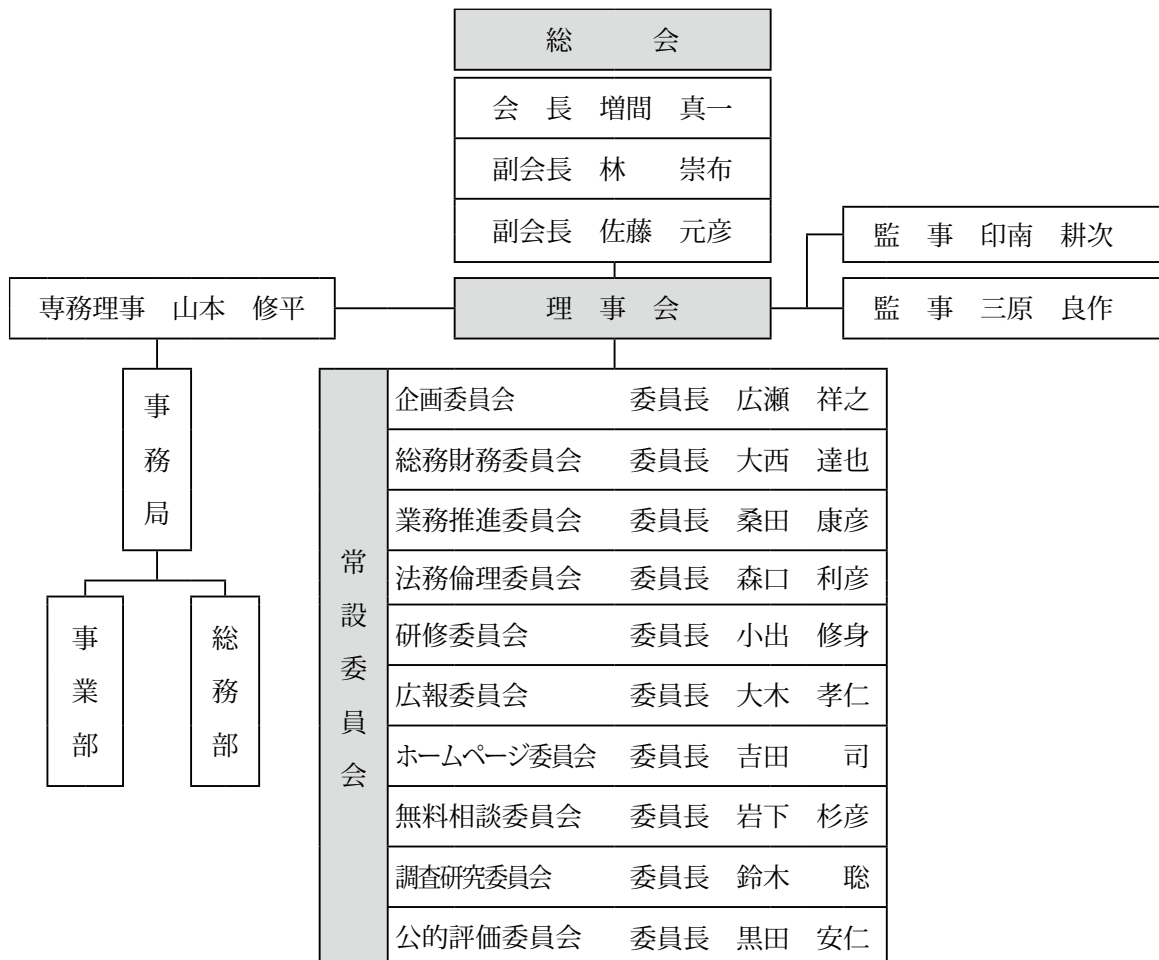 総　会
会　長　増間　真一
副会長　林　崇布
副会長　佐藤　元彦
監　事　印南　耕次
専務理事　山本　修平
理　事　会
監　事　三原　良作
事務局
事業部
総務部
常設委員会
企画委員会　委員長　広瀬　祥之
総務財務委員会　委員長　大西　達也
業務推進委員会　委員長　桑田　康彦
法務倫理委員会　委員長　森口　利彦
研修委員会　委員長　小出　修身
広報委員会　委員長　大木　孝仁
ホームページ委員会　委員長　吉田　司
無料相談委員会　委員長　岩下　杉彦
調査研究委員会　委員長　鈴木　聡
公的評価委員会　委員長　黒田　安仁